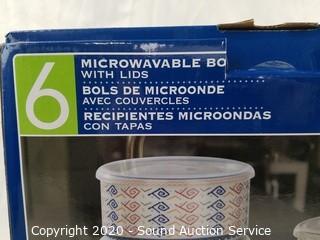 6
MICROWAVABLE BO
WITH LIDS
BOLS DE MICROONDE
AVEC COUVERCLES
RECIPIENTES MICROONDAS
CON TAPAS
Copyright 2020 - Sound Auction Service